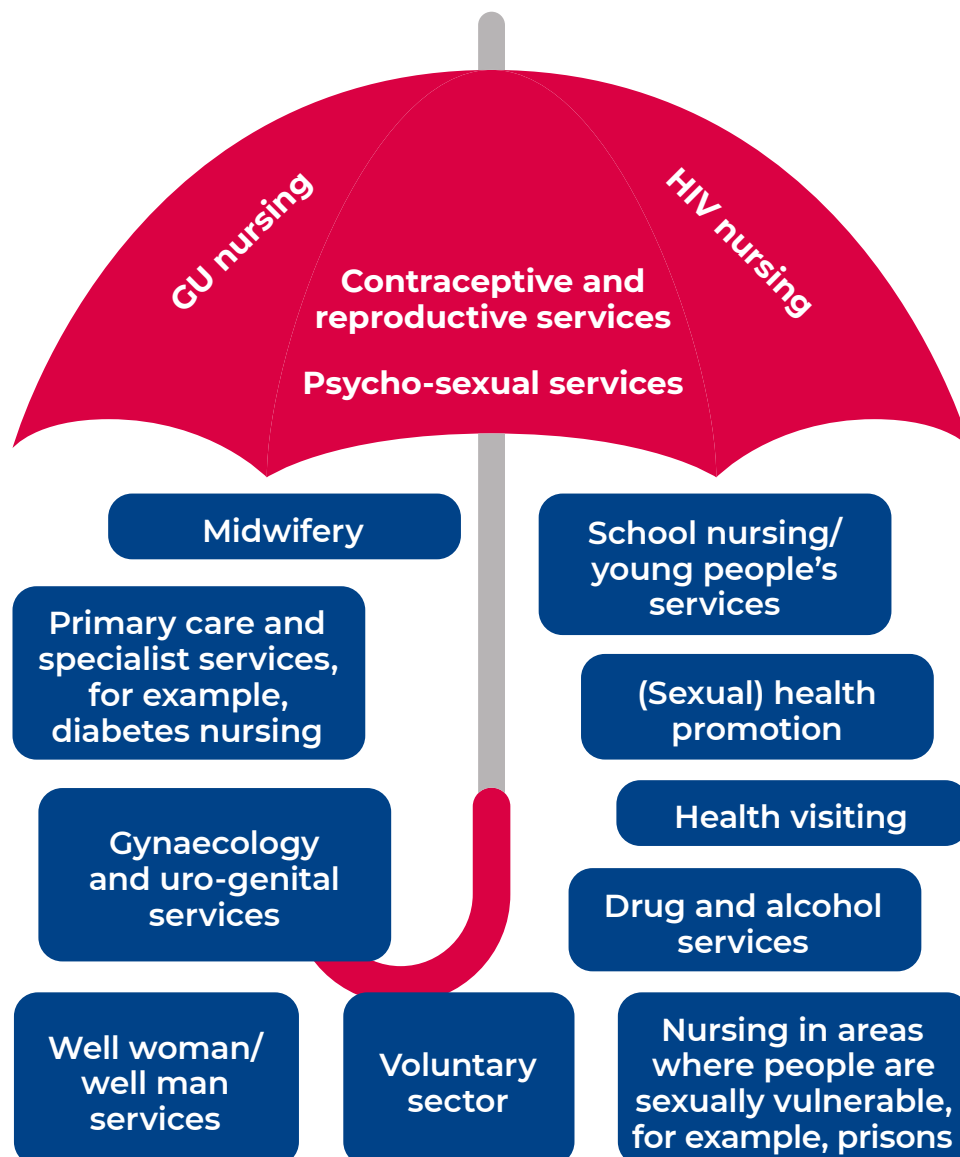 GU nursing
HIV nursing
Contraceptive and
reproductive services
Psycho-sexual services
Midwifery
School nursing/
young people’s
services
Primary care and
specialist services,
for example,
diabetes nursing
(Sexual) health
promotion
Health visiting
Gynaecology
and uro-genital
services
Drug and alcohol
services
Well woman/
well man
services
Voluntary
sector
Nursing in areas
where people are
sexually vulnerable,
for example, prisons